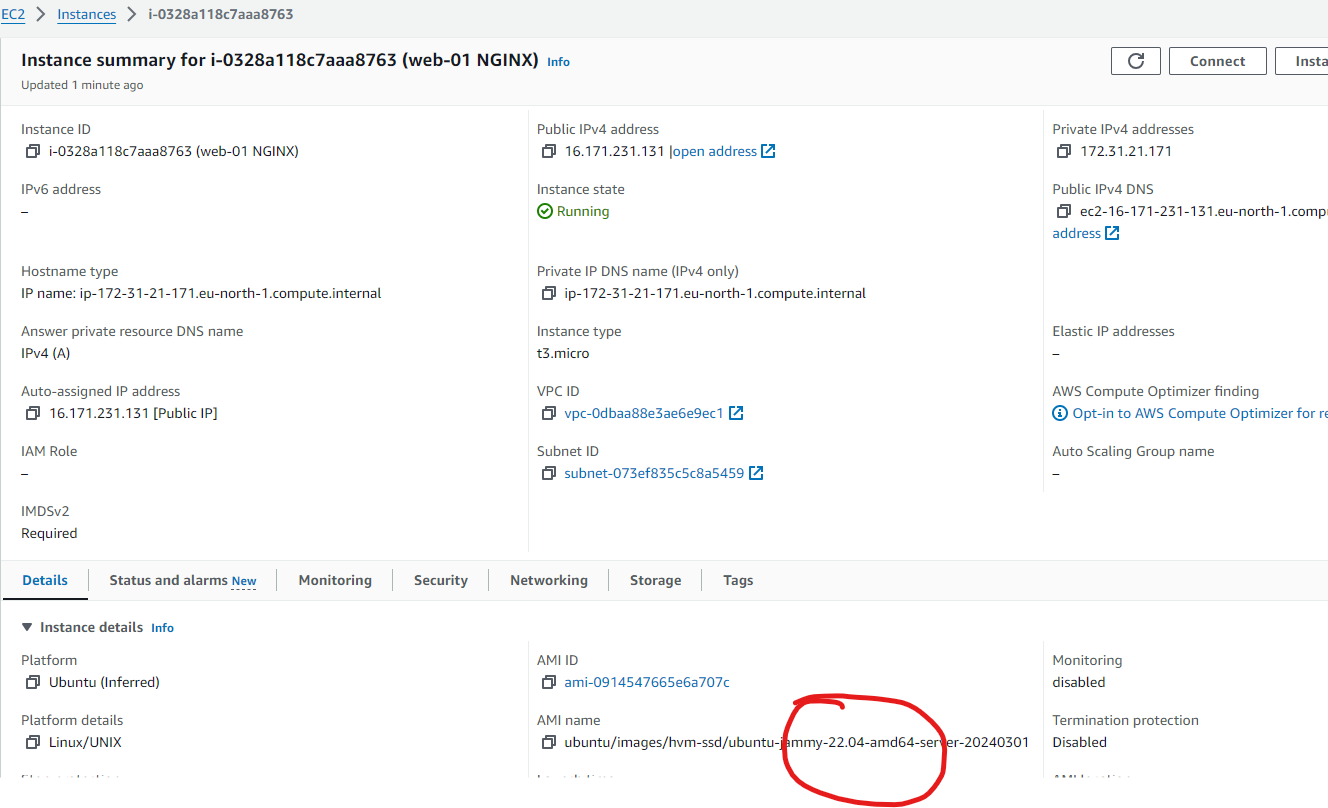 EC2 > Instances > i-0328a118c7aaa8763
Instance summary for i-0328a118c7aaa8763 (web-01 NGINX) Info
Updated 1 minute ago
Connect
Insta
Instance ID
i-0328a118c7aaa8763 (web-01 NGINX)
Public IPv4 address
16.171.231.131 |open address
Private IPv4 addresses
172.31.21.171
IPv6 address
–
Instance state
Running
Public IPv4 DNS
ec2-16-171-231-131.eu-north-1.comp
address
Hostname type
IP name: ip-172-31-21-171.eu-north-1.compute.internal
Private IP DNS name (IPv4 only)
ip-172-31-21-171.eu-north-1.compute.internal
Answer private resource DNS name
IPv4 (A)
Instance type
t3.micro
Elastic IP addresses
–
Auto-assigned IP address
16.171.231.131 [Public IP]
VPC ID
vpc-0dbaa88e3ae6e9ec1
AWS Compute Optimizer finding
Opt-in to AWS Compute Optimizer for re
IAM Role
–
Subnet ID
subnet-073ef835c5c8a5459
Auto Scaling Group name
–
IMDSv2
Required
Details
Status and alarms New
Monitoring
Security
Networking
Storage
Tags
Instance details Info
Platform
Ubuntu (Inferred)
AMI ID
ami-0914547665e6a707c
Monitoring
disabled
Platform details
Linux/UNIX
AMI name
ubuntu/images/hvm-ssd/ubuntu-jammy-22.04-amd64-server-20240301
Termination protection
Disabled